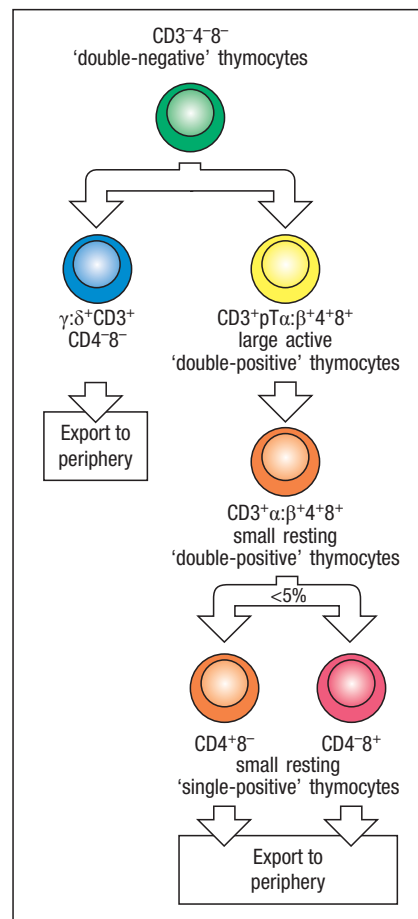 CD3⁻4⁻8⁻
‘double-negative’ thymocytes
γ:δ⁺CD3⁺
CD4⁻8⁻
CD3⁺pTα:β⁺4⁺8⁺
large active
‘double-positive’ thymocytes
Export to
periphery
CD3⁺α:β⁺4⁺8⁺
small resting
‘double-positive’ thymocytes
<5%
CD4⁺8⁻
CD4⁻8⁺
small resting
‘single-positive’ thymocytes
Export to
periphery